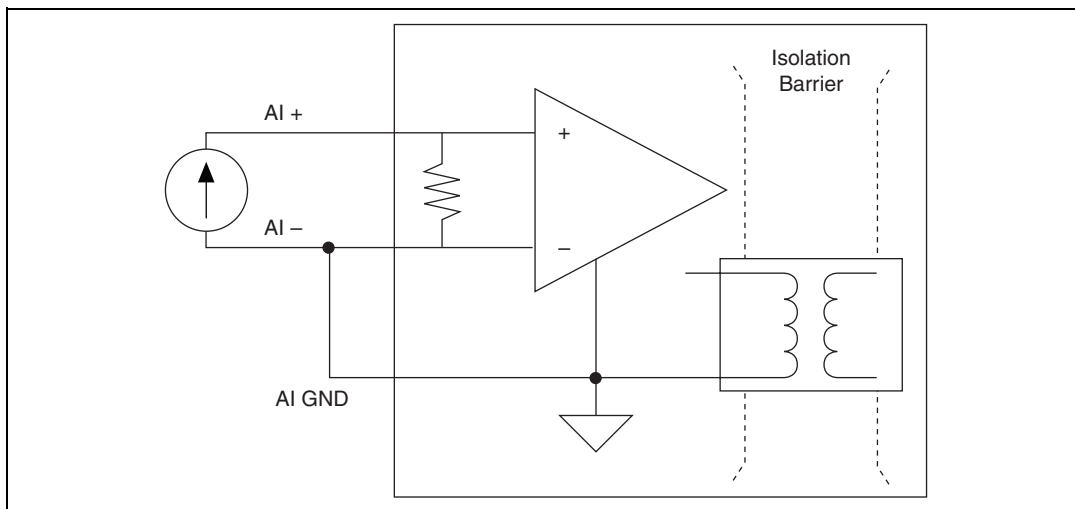 Isolation
Barrier
AI +
+
AI –
–
AI GND